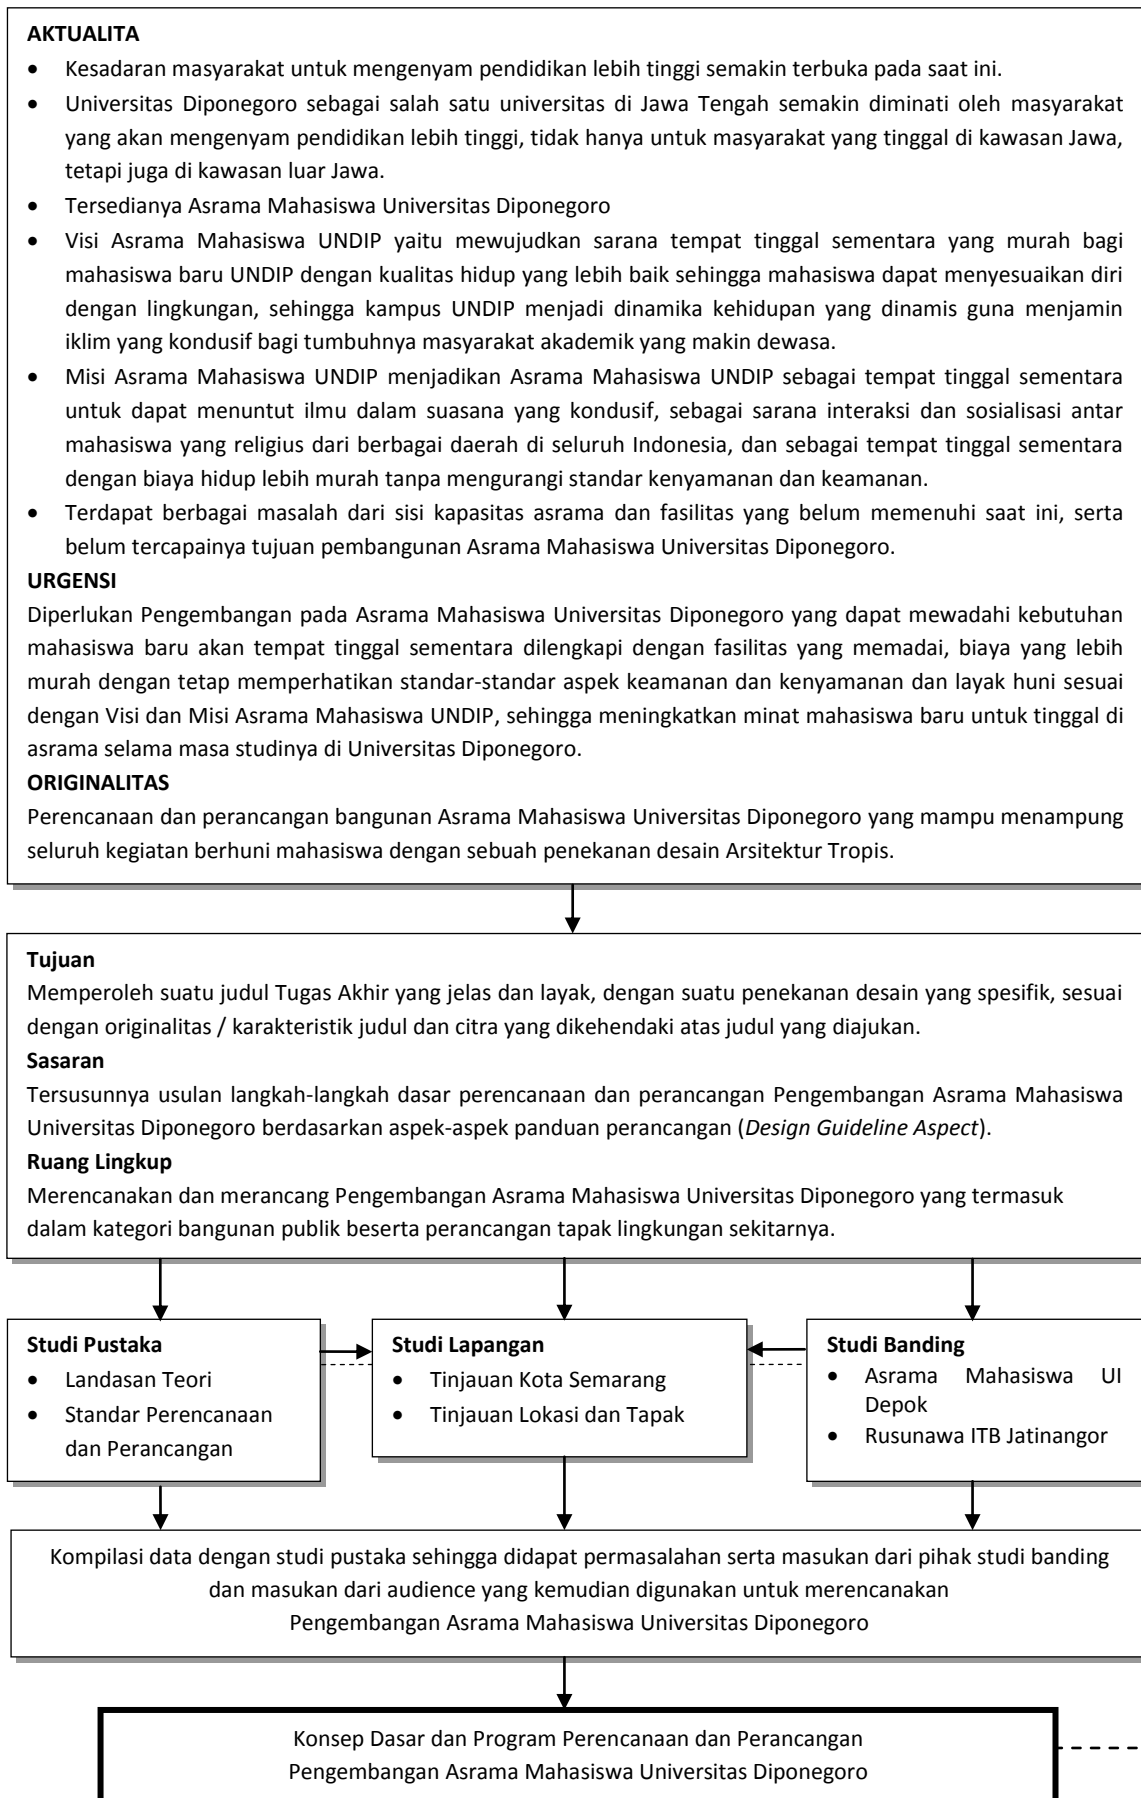 AKTUALITA
• Kesadaran masyarakat untuk mengenyam pendidikan lebih tinggi semakin terbuka pada saat ini.
• Universitas Diponegoro sebagai salah satu universitas di Jawa Tengah semakin diminati oleh masyarakat
yang akan mengenyam pendidikan lebih tinggi, tidak hanya untuk masyarakat yang tinggal di kawasan Jawa,
tetapi juga di kawasan luar Jawa.
• Tersedianya Asrama Mahasiswa Universitas Diponegoro
• Visi Asrama Mahasiswa UNDIP yaitu mewujudkan sarana tempat tinggal sementara yang murah bagi
mahasiswa baru UNDIP dengan kualitas hidup yang lebih baik sehingga mahasiswa dapat menyesuaikan diri
dengan lingkungan, sehingga kampus UNDIP menjadi dinamika kehidupan yang dinamis guna menjamin
iklim yang kondusif bagi tumbuhnya masyarakat akademik yang makin dewasa.
• Misi Asrama Mahasiswa UNDIP menjadikan Asrama Mahasiswa UNDIP sebagai tempat tinggal sementara
untuk dapat menuntut ilmu dalam suasana yang kondusif, sebagai sarana interaksi dan sosialisasi antar
mahasiswa yang religius dari berbagai daerah di seluruh Indonesia, dan sebagai tempat tinggal sementara
dengan biaya hidup lebih murah tanpa mengurangi standar kenyamanan dan keamanan.
• Terdapat berbagai masalah dari sisi kapasitas asrama dan fasilitas yang belum memenuhi saat ini, serta
belum tercapainya tujuan pembangunan Asrama Mahasiswa Universitas Diponegoro.
URGENSI
Diperlukan Pengembangan pada Asrama Mahasiswa Universitas Diponegoro yang dapat mewadahi kebutuhan
mahasiswa baru akan tempat tinggal sementara dilengkapi dengan fasilitas yang memadai, biaya yang lebih
murah dengan tetap memperhatikan standar-standar aspek keamanan dan kenyamanan dan layak huni sesuai
dengan Visi dan Misi Asrama Mahasiswa UNDIP, sehingga meningkatkan minat mahasiswa baru untuk tinggal di
asrama selama masa studinya di Universitas Diponegoro.
ORIGINALITAS
Perencanaan dan perancangan bangunan Asrama Mahasiswa Universitas Diponegoro yang mampu menampung
seluruh kegiatan berhuni mahasiswa dengan sebuah penekanan desain Arsitektur Tropis.
Tujuan
Memperoleh suatu judul Tugas Akhir yang jelas dan layak, dengan suatu penekanan desain yang spesifik, sesuai
dengan originalitas / karakteristik judul dan citra yang dikehendaki atas judul yang diajukan.
Sasaran
Tersusunnya usulan langkah-langkah dasar perencanaan dan perancangan Pengembangan Asrama Mahasiswa
Universitas Diponegoro berdasarkan aspek-aspek panduan perancangan (Design Guideline Aspect).
Ruang Lingkup
Merencanakan dan merancang Pengembangan Asrama Mahasiswa Universitas Diponegoro yang termasuk
dalam kategori bangunan publik beserta perancangan tapak lingkungan sekitarnya.
Studi Pustaka
• Landasan Teori
• Standar Perencanaan
dan Perancangan
Studi Lapangan
• Tinjauan Kota Semarang
• Tinjauan Lokasi dan Tapak
Studi Banding
• Asrama Mahasiswa UI
Depok
• Rusunawa ITB Jatinangor
Kompilasi data dengan studi pustaka sehingga didapat permasalahan serta masukan dari pihak studi banding
dan masukan dari audience yang kemudian digunakan untuk merencanakan
Pengembangan Asrama Mahasiswa Universitas Diponegoro
Konsep Dasar dan Program Perencanaan dan Perancangan
Pengembangan Asrama Mahasiswa Universitas Diponegoro